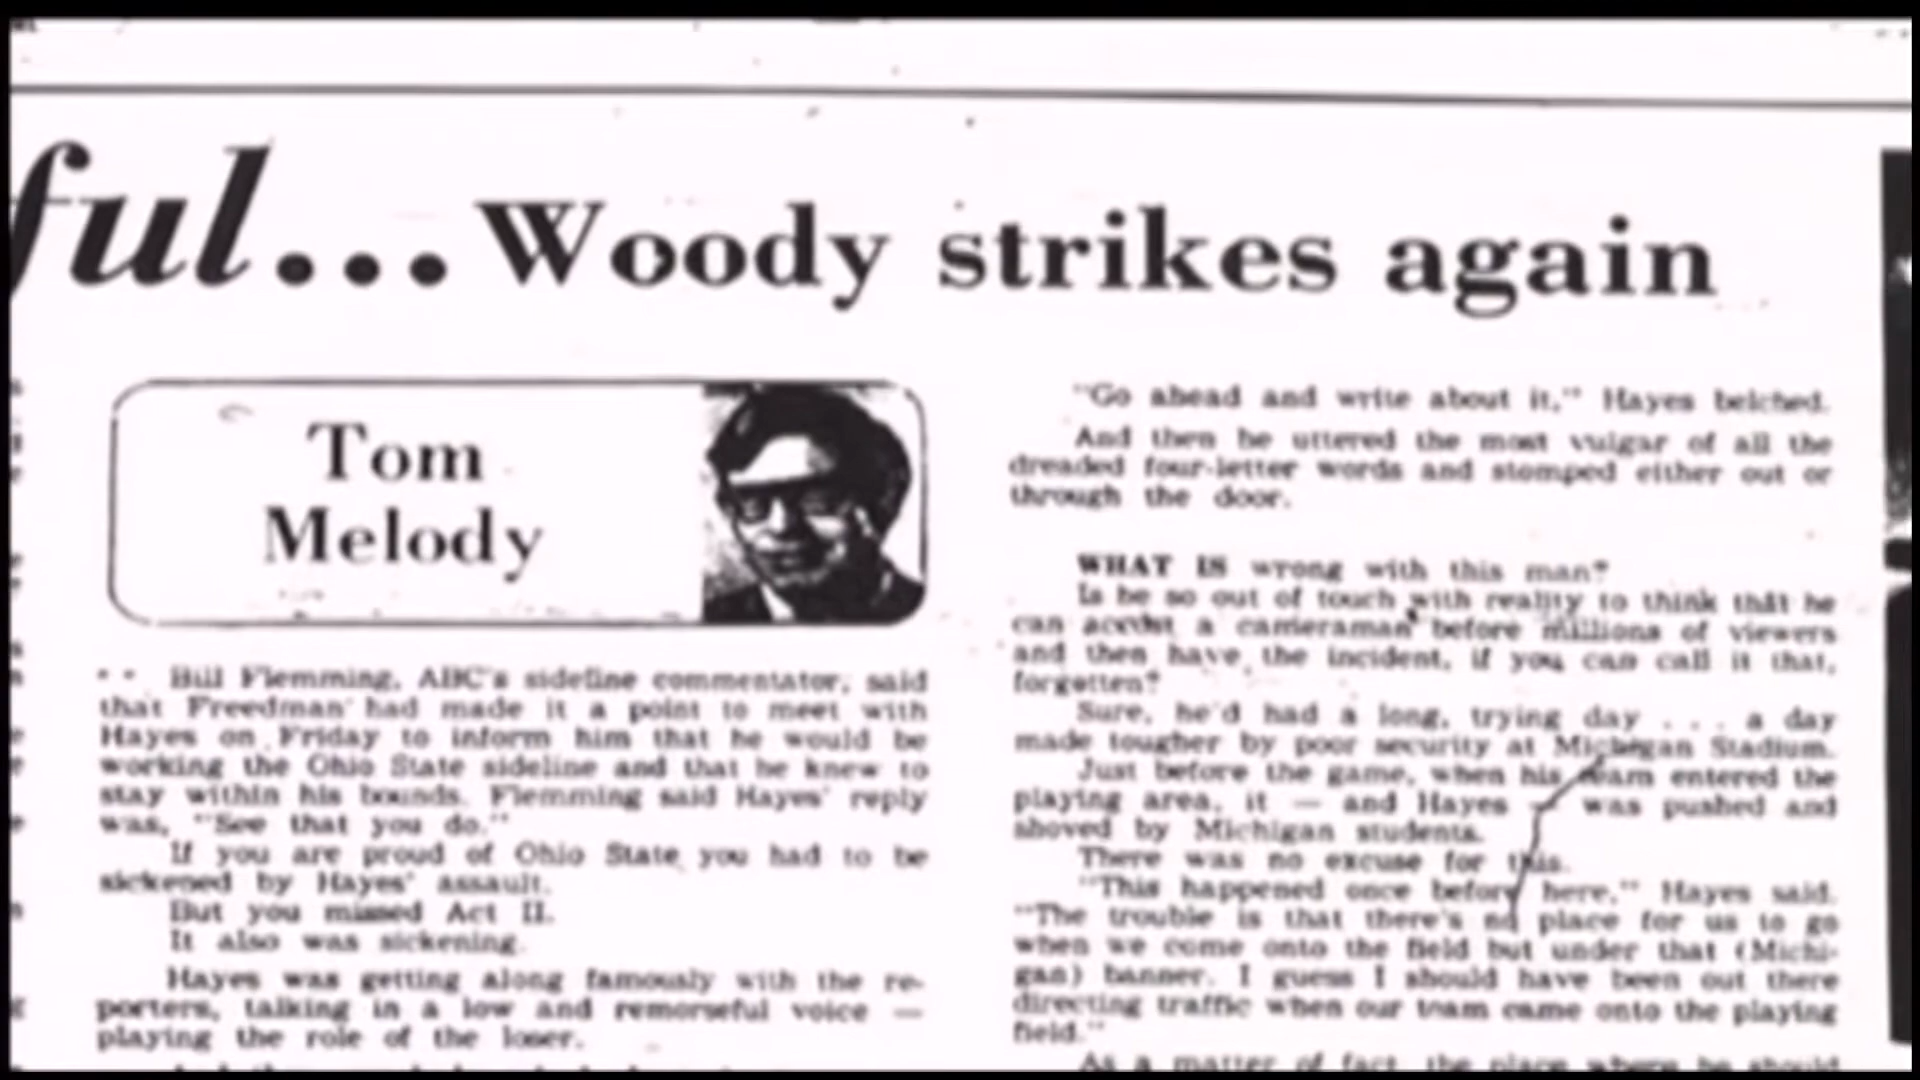 ful... Woody strikes again
Tom
Melody
Bill Flemming, ABC's sideline commentator, said
that Freedman had made it a point to meet with
Hayes on Friday to inform him that he would be
working the Ohio State sideline and that he knew to
stay within his bounds. Flemming said Hayes' reply
was, "See that you do."
If you are proud of Ohio State you had to be
sickened by Hayes' assault.
But you missed Act II.
It also was sickening.
Hayes was getting along famously with the re-
porters, talking in a low and remorseful voice —
playing the role of the loser.
"Go ahead and write about it," Hayes belched.
And then he uttered the most vulgar of all the
dreaded four-letter words and stomped either out or
through the door.
WHAT IS wrong with this man?
Is he so out of touch with reality to think that he
can accost a cameraman before millions of viewers
and then have the incident, if you can call it that,
forgotten?
Sure, he'd had a long, trying day . . . a day
made tougher by poor security at Michigan Stadium.
Just before the game, when his team entered the
playing area, it — and Hayes — was pushed and
shoved by Michigan students.
There was no excuse for this.
"This happened once before here," Hayes said.
"The trouble is that there's no place for us to go
when we come onto the field but under that (Michi-
gan) banner. I guess I should have been out there
directing traffic when our team came onto the playing
field."
As a matter of fact, the place where he should